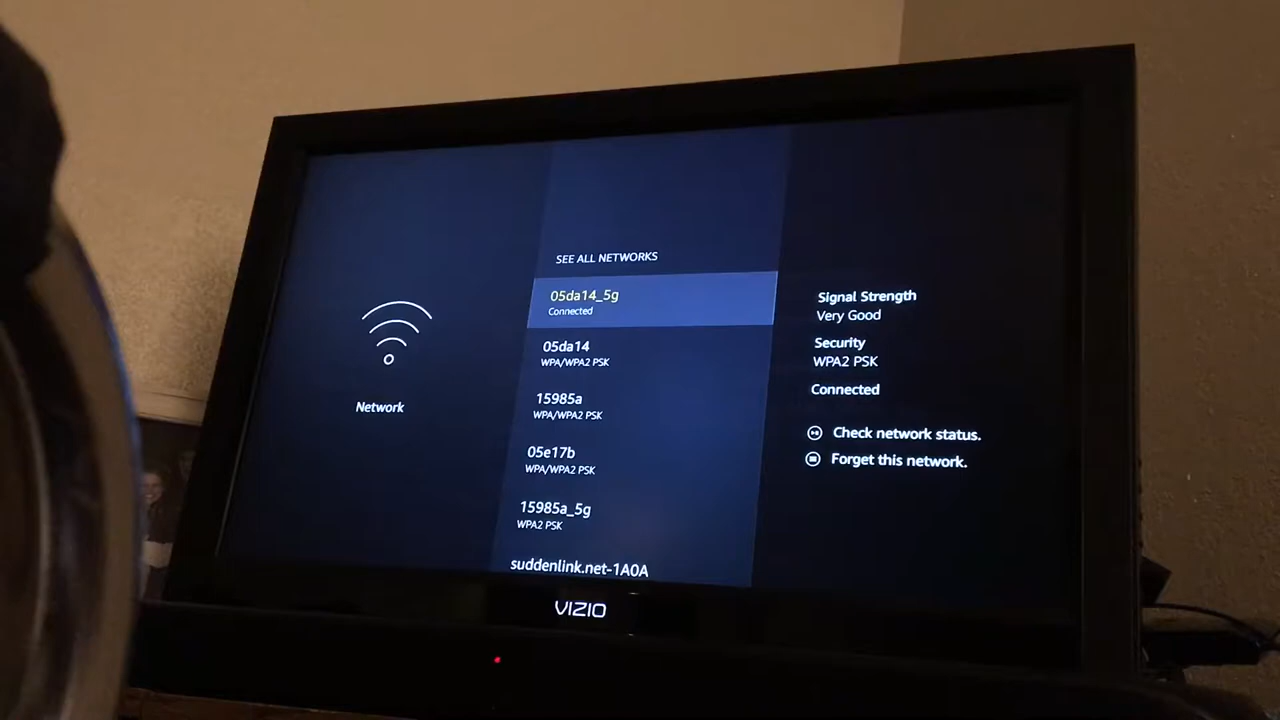 Network
SEE ALL NETWORKS
05da14_5g
Connected
05da14
WPA/WPA2 PSK
15985a
WPA/WPA2 PSK
05e17b
WPA/WPA2 PSK
15985a_5g
WPA2 PSK
suddenlink.net-1A0A
Signal Strength
Very Good
Security
WPA2 PSK
Connected
Check network status.
Forget this network.
VIZIO